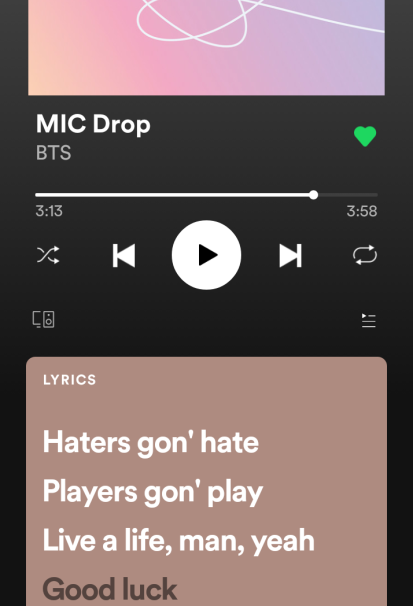 MIC Drop
BTS
3:13 3:58
LYRICS
Haters gon' hate
Players gon' play
Live a life, man, yeah
Good luck